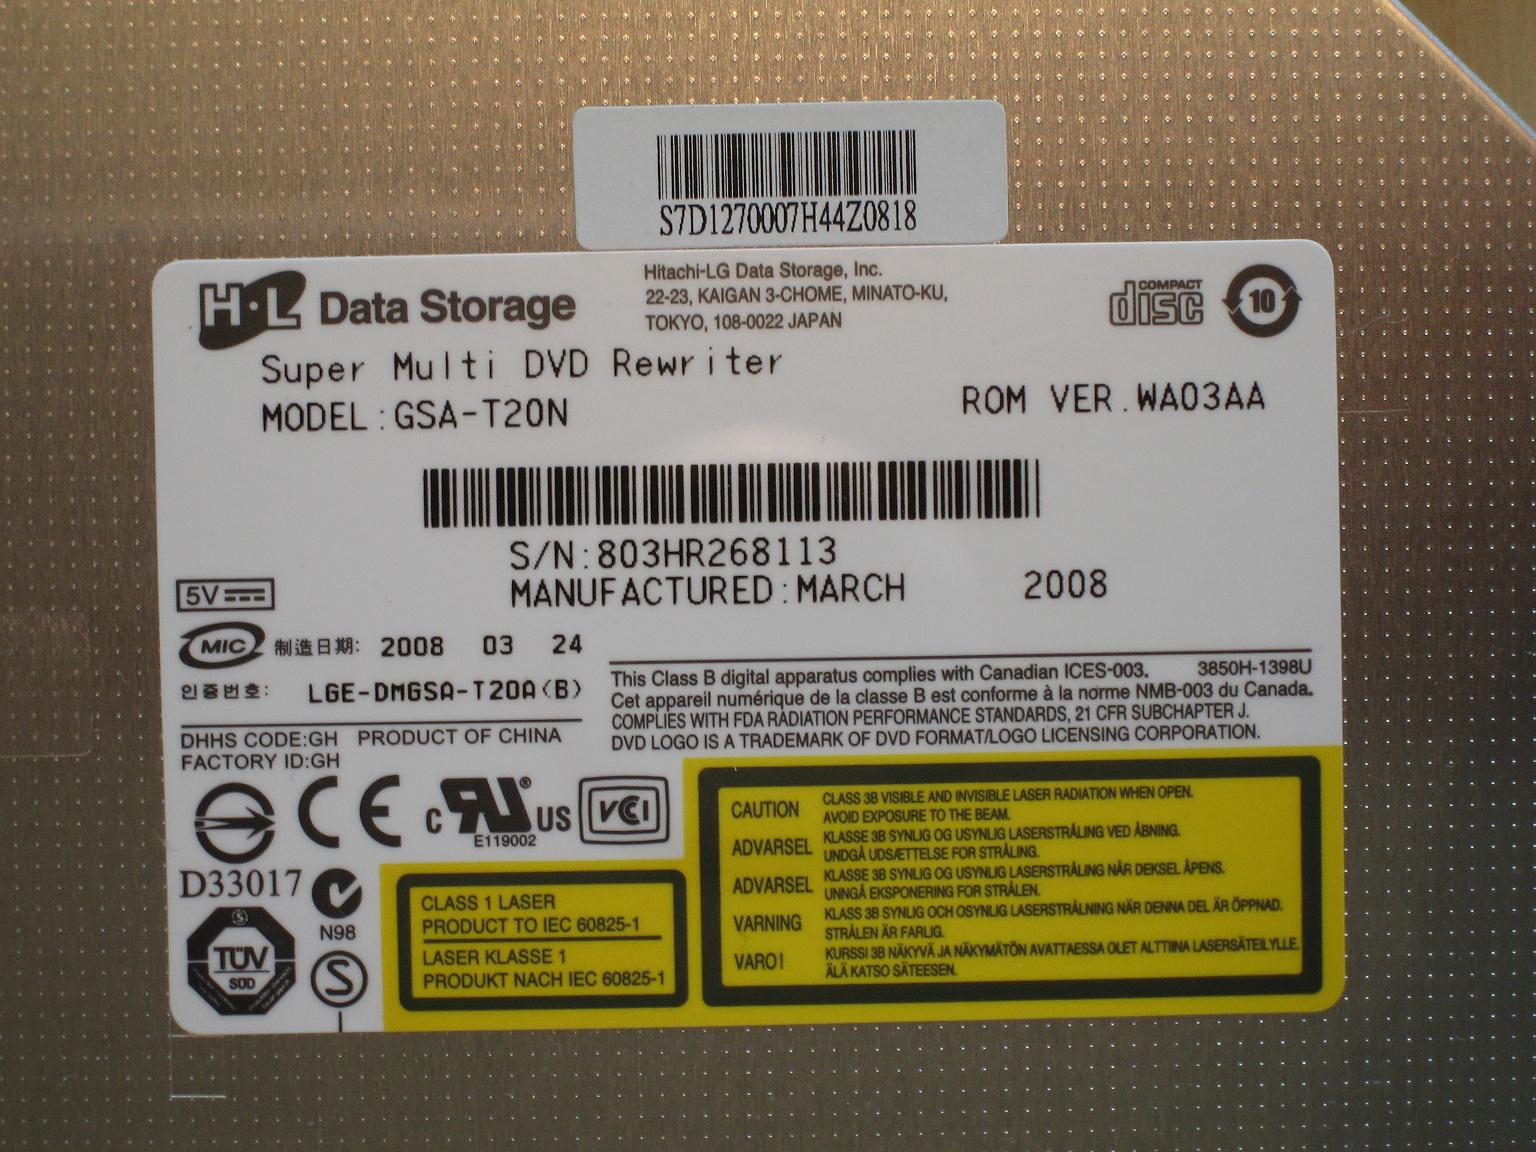 S7D1270007H44Z0818
H·L Data Storage
Hitachi-LG Data Storage, Inc.
22-23, KAIGAN 3-CHOME, MINATO-KU,
TOKYO, 108-0022 JAPAN
COMPACT
disc
10
Super Multi DVD Rewriter
MODEL:GSA-T20N
ROM VER.WA03AA
S/N:803HR268113
MANUFACTURED:MARCH 2008
5V
MIC 制造日期: 2008 03 24
인증번호: LGE-DMGSA-T20A(B)
This Class B digital apparatus complies with Canadian ICES-003. 3850H-1398U
Cet appareil numérique de la classe B est conforme à la norme NMB-003 du Canada.
COMPLIES WITH FDA RADIATION PERFORMANCE STANDARDS, 21 CFR SUBCHAPTER J.
DVD LOGO IS A TRADEMARK OF DVD FORMAT/LOGO LICENSING CORPORATION.
DHHS CODE:GH PRODUCT OF CHINA
FACTORY ID:GH
CE
c RU® US
E119002
VCI
D33017
N98
TÜV
SÜD
S
CLASS 1 LASER
PRODUCT TO IEC 60825-1
LASER KLASSE 1
PRODUKT NACH IEC 60825-1
CAUTION CLASS 3B VISIBLE AND INVISIBLE LASER RADIATION WHEN OPEN.
AVOID EXPOSURE TO THE BEAM.
ADVARSEL KLASSE 3B SYNLIG OG USYNLIG LASERSTRÅLING VED ÅBNING.
UNDGÅ UDSÆTTELSE FOR STRÅLING.
ADVARSEL KLASSE 3B SYNLIG OG USYNLIG LASERSTRÅLING NÅR DEKSEL ÅPENS.
UNNGÅ EKSPONERING FOR STRÅLEN.
VARNING KLASS 3B SYNLIG OCH OSYNLIG LASERSTRÅLNING NÄR DENNA DEL ÄR ÖPPNAD.
STRÅLEN ÄR FARLIG.
VARO! KURSSI 3B NÄKYVÄ JA NÄKYMÄTÖN AVATTAESSA OLET ALTTIINA LASERSÄTEILYLLE.
ÄLÄ KATSO SÄTEESEN.